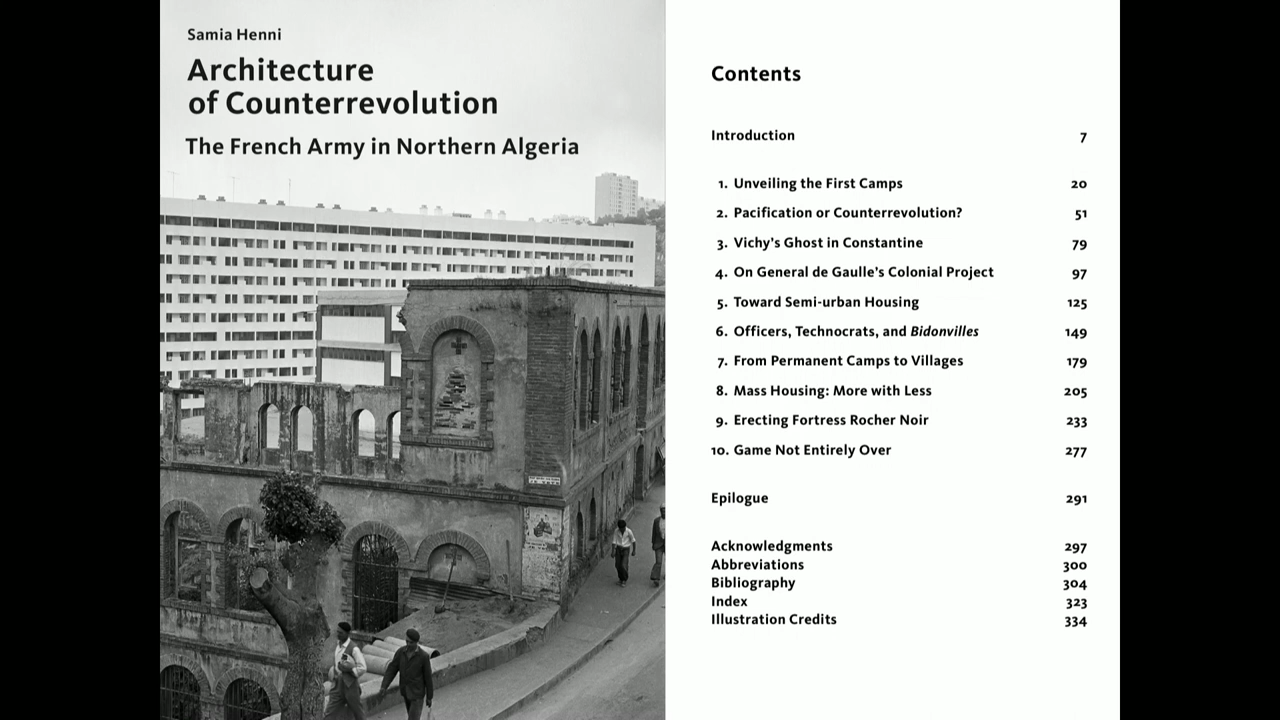 Samia Henni
Architecture
of Counterrevolution
The French Army in Northern Algeria
Contents
Introduction 7
1. Unveiling the First Camps 20
2. Pacification or Counterrevolution? 51
3. Vichy’s Ghost in Constantine 79
4. On General de Gaulle’s Colonial Project 97
5. Toward Semi-urban Housing 125
6. Officers, Technocrats, and Bidonvilles 149
7. From Permanent Camps to Villages 179
8. Mass Housing: More with Less 205
9. Erecting Fortress Rocher Noir 233
10. Game Not Entirely Over 277
Epilogue 291
Acknowledgments 297
Abbreviations 300
Bibliography 304
Index 323
Illustration Credits 334